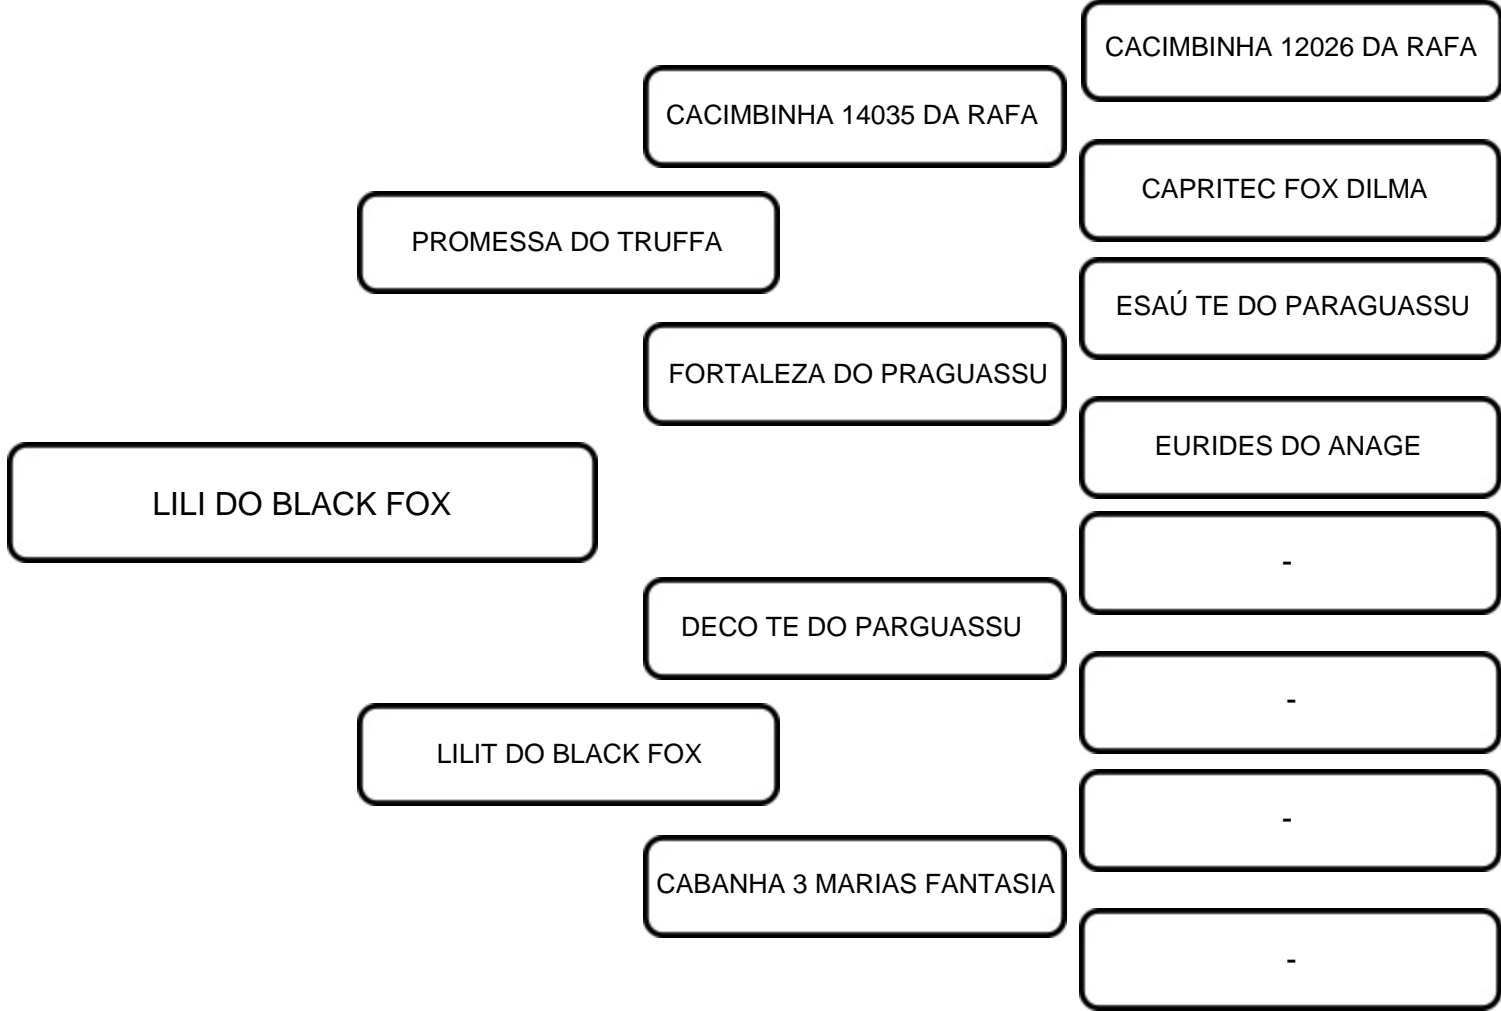 CACIMBINHA 12026 DA RAFA
CACIMBINHA 14035 DA RAFA
CAPRITEC FOX DILMA
PROMESSA DO TRUFFA
ESAÚ TE DO PARAGUASSU
FORTALEZA DO PRAGUASSU
EURIDES DO ANAGE
LILI DO BLACK FOX
-
DECO TE DO PARGUASSU
-
LILIT DO BLACK FOX
-
CABANHA 3 MARIAS FANTASIA
-